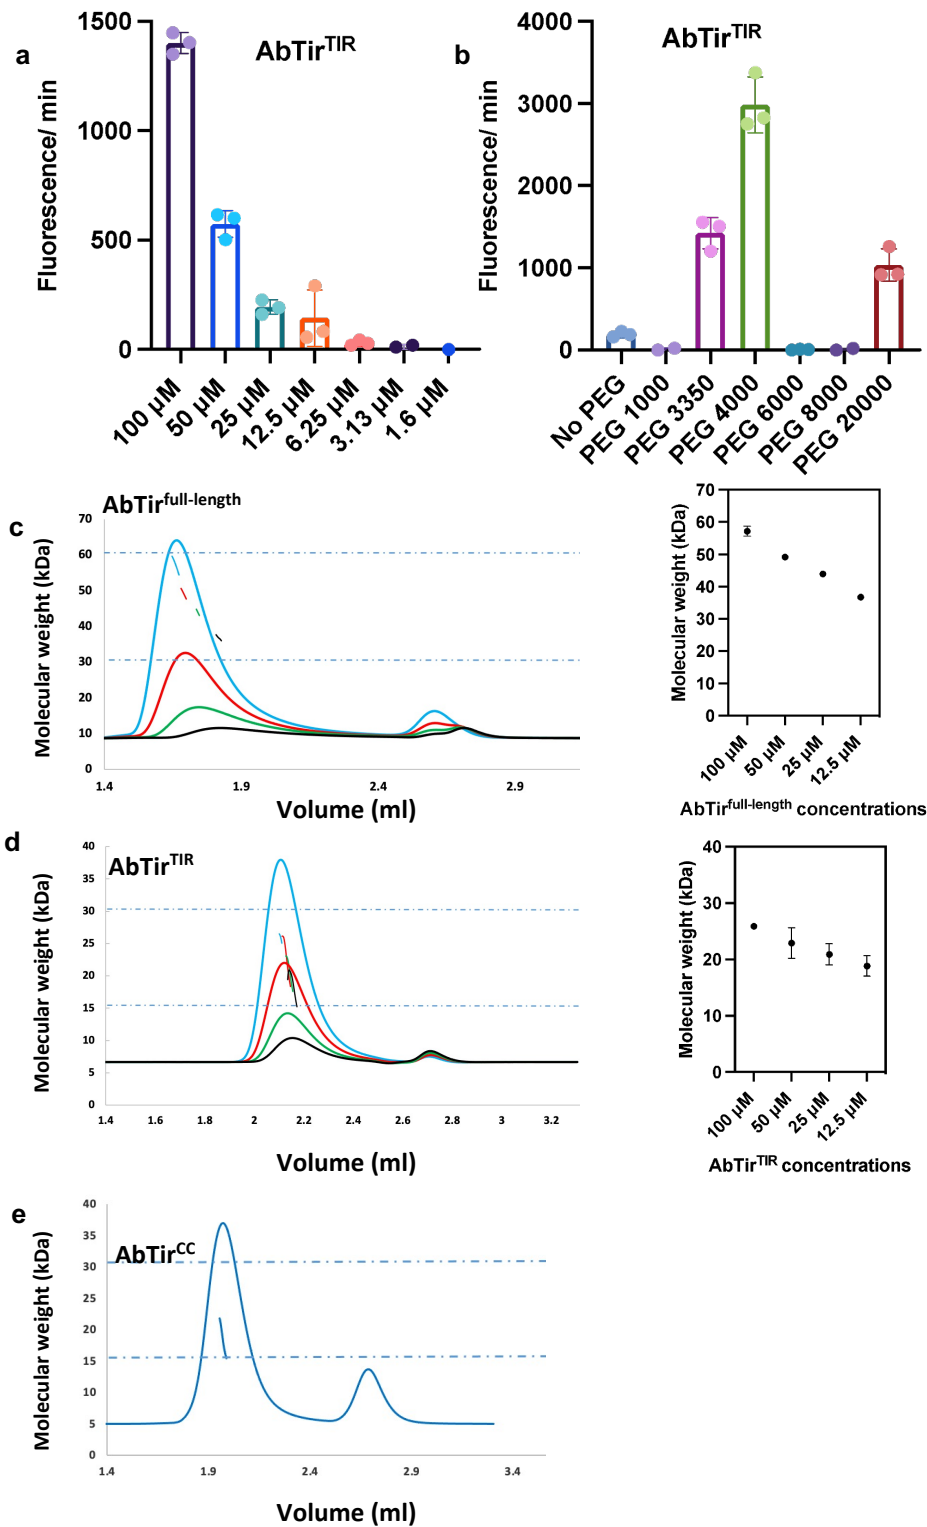 a
AbTir^TIR
Fluorescence/ min
1500
1000
500
0
100 µM
50 µM
25 µM
12.5 µM
6.25 µM
3.13 µM
1.6 µM
b
AbTir^TIR
Fluorescence/ min
4000
3000
2000
1000
0
No PEG
PEG 1000
PEG 3350
PEG 4000
PEG 6000
PEG 8000
PEG 20000
c
AbTir^full-length
Molecular weight (kDa)
70
60
50
40
30
20
10
0
1.4
1.9
2.4
2.9
Volume (ml)
Molecular weight (kDa)
70
60
50
40
30
20
10
0
100 µM
50 µM
25 µM
12.5 µM
AbTir^full-length concentrations
d
AbTir^TIR
Molecular weight (kDa)
40
35
30
25
20
15
10
5
0
1.4
1.6
1.8
2
2.2
2.4
2.6
2.8
3
3.2
Volume (ml)
Molecular weight (kDa)
40
30
20
10
0
100 µM
50 µM
25 µM
12.5 µM
AbTir^TIR concentrations
e
AbTir^CC
Molecular weight (kDa)
40
35
30
25
20
15
10
5
0
1.4
1.9
2.4
2.9
3.4
Volume (ml)